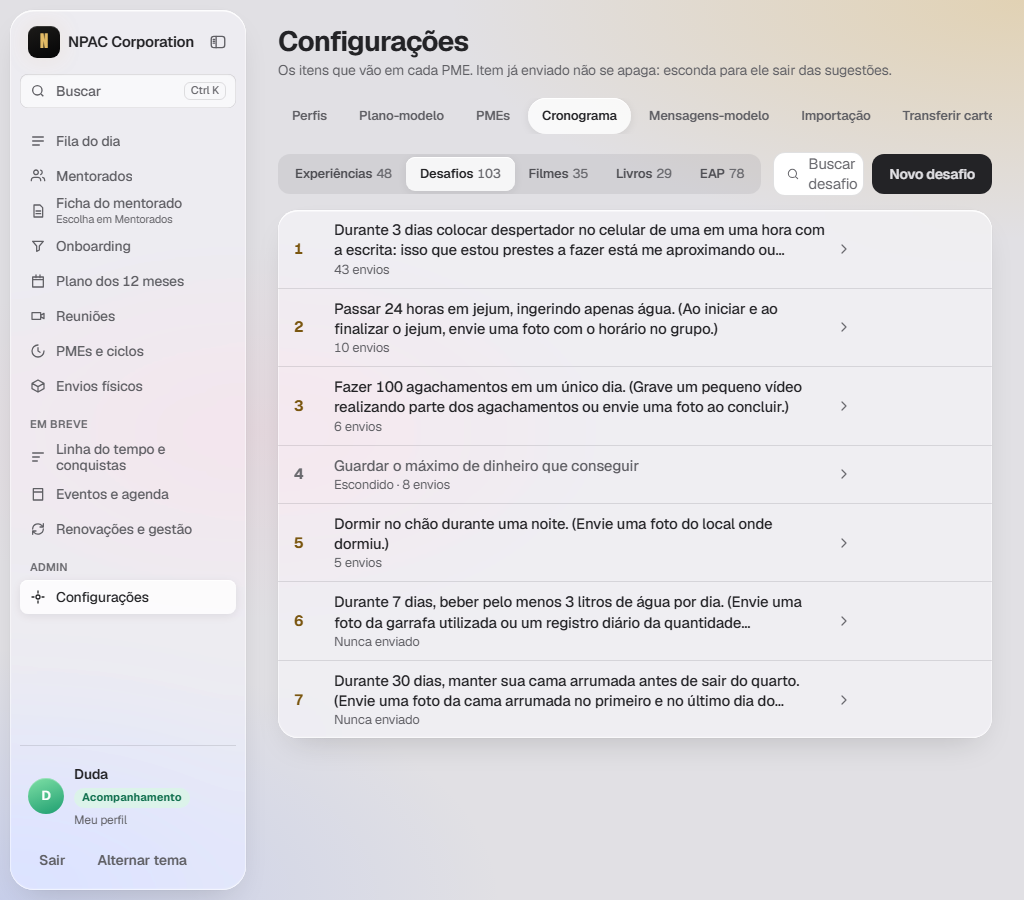 N
NPAC Corporation
Buscar
Ctrl K
Fila do dia
Mentorados
Ficha do mentorado
Escolha em Mentorados
Onboarding
Plano dos 12 meses
Reuniões
PMEs e ciclos
Envios físicos
EM BREVE
Linha do tempo e
conquistas
Eventos e agenda
Renovações e gestão
ADMIN
Configurações
D
Duda
Acompanhamento
Meu perfil
Sair
Alternar tema
Configurações
Os itens que vão em cada PME. Item já enviado não se apaga: esconda para ele sair das sugestões.
Perfis
Plano-modelo
PMEs
Cronograma
Mensagens-modelo
Importação
Transferir carte
Experiências 48
Desafios 103
Filmes 35
Livros 29
EAP 78
Buscar
desafio
Novo desafio
1
Durante 3 dias colocar despertador no celular de uma em uma hora com
a escrita: isso que estou prestes a fazer está me aproximando ou...
43 envios
2
Passar 24 horas em jejum, ingerindo apenas água. (Ao iniciar e ao
finalizar o jejum, envie uma foto com o horário no grupo.)
10 envios
3
Fazer 100 agachamentos em um único dia. (Grave um pequeno vídeo
realizando parte dos agachamentos ou envie uma foto ao concluir.)
6 envios
4
Guardar o máximo de dinheiro que conseguir
Escondido · 8 envios
5
Dormir no chão durante uma noite. (Envie uma foto do local onde
dormiu.)
5 envios
6
Durante 7 dias, beber pelo menos 3 litros de água por dia. (Envie uma
foto da garrafa utilizada ou um registro diário da quantidade...
Nunca enviado
7
Durante 30 dias, manter sua cama arrumada antes de sair do quarto.
(Envie uma foto da cama arrumada no primeiro e no último dia do...
Nunca enviado